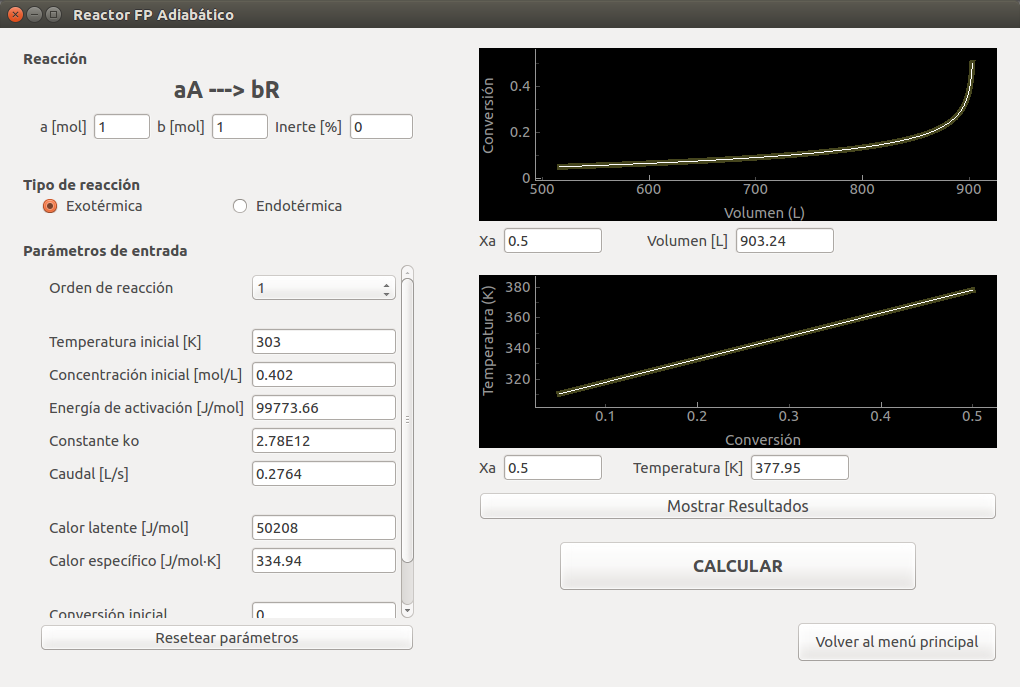 Reactor FP Adiabático
Reacción
aA ---> bR
a [mol] 1 b [mol] 1 Inerte [%] 0
Tipo de reacción
Exotérmica Endotérmica
Parámetros de entrada
Orden de reacción 1
Temperatura inicial [K] 303
Concentración inicial [mol/L] 0.402
Energía de activación [J/mol] 99773.66
Constante ko 2.78E12
Caudal [L/s] 0.2764
Calor latente [J/mol] 50208
Calor específico [J/mol·K] 334.94
Conversión inicial 0
Resetear parámetros
Conversión
0.4
0.2
0
500 600 700 800 900
Volumen (L)
Xa 0.5 Volumen [L] 903.24
Temperatura (K)
380
360
340
320
0.1 0.2 0.3 0.4 0.5
Conversión
Xa 0.5 Temperatura [K] 377.95
Mostrar Resultados
CALCULAR
Volver al menú principal